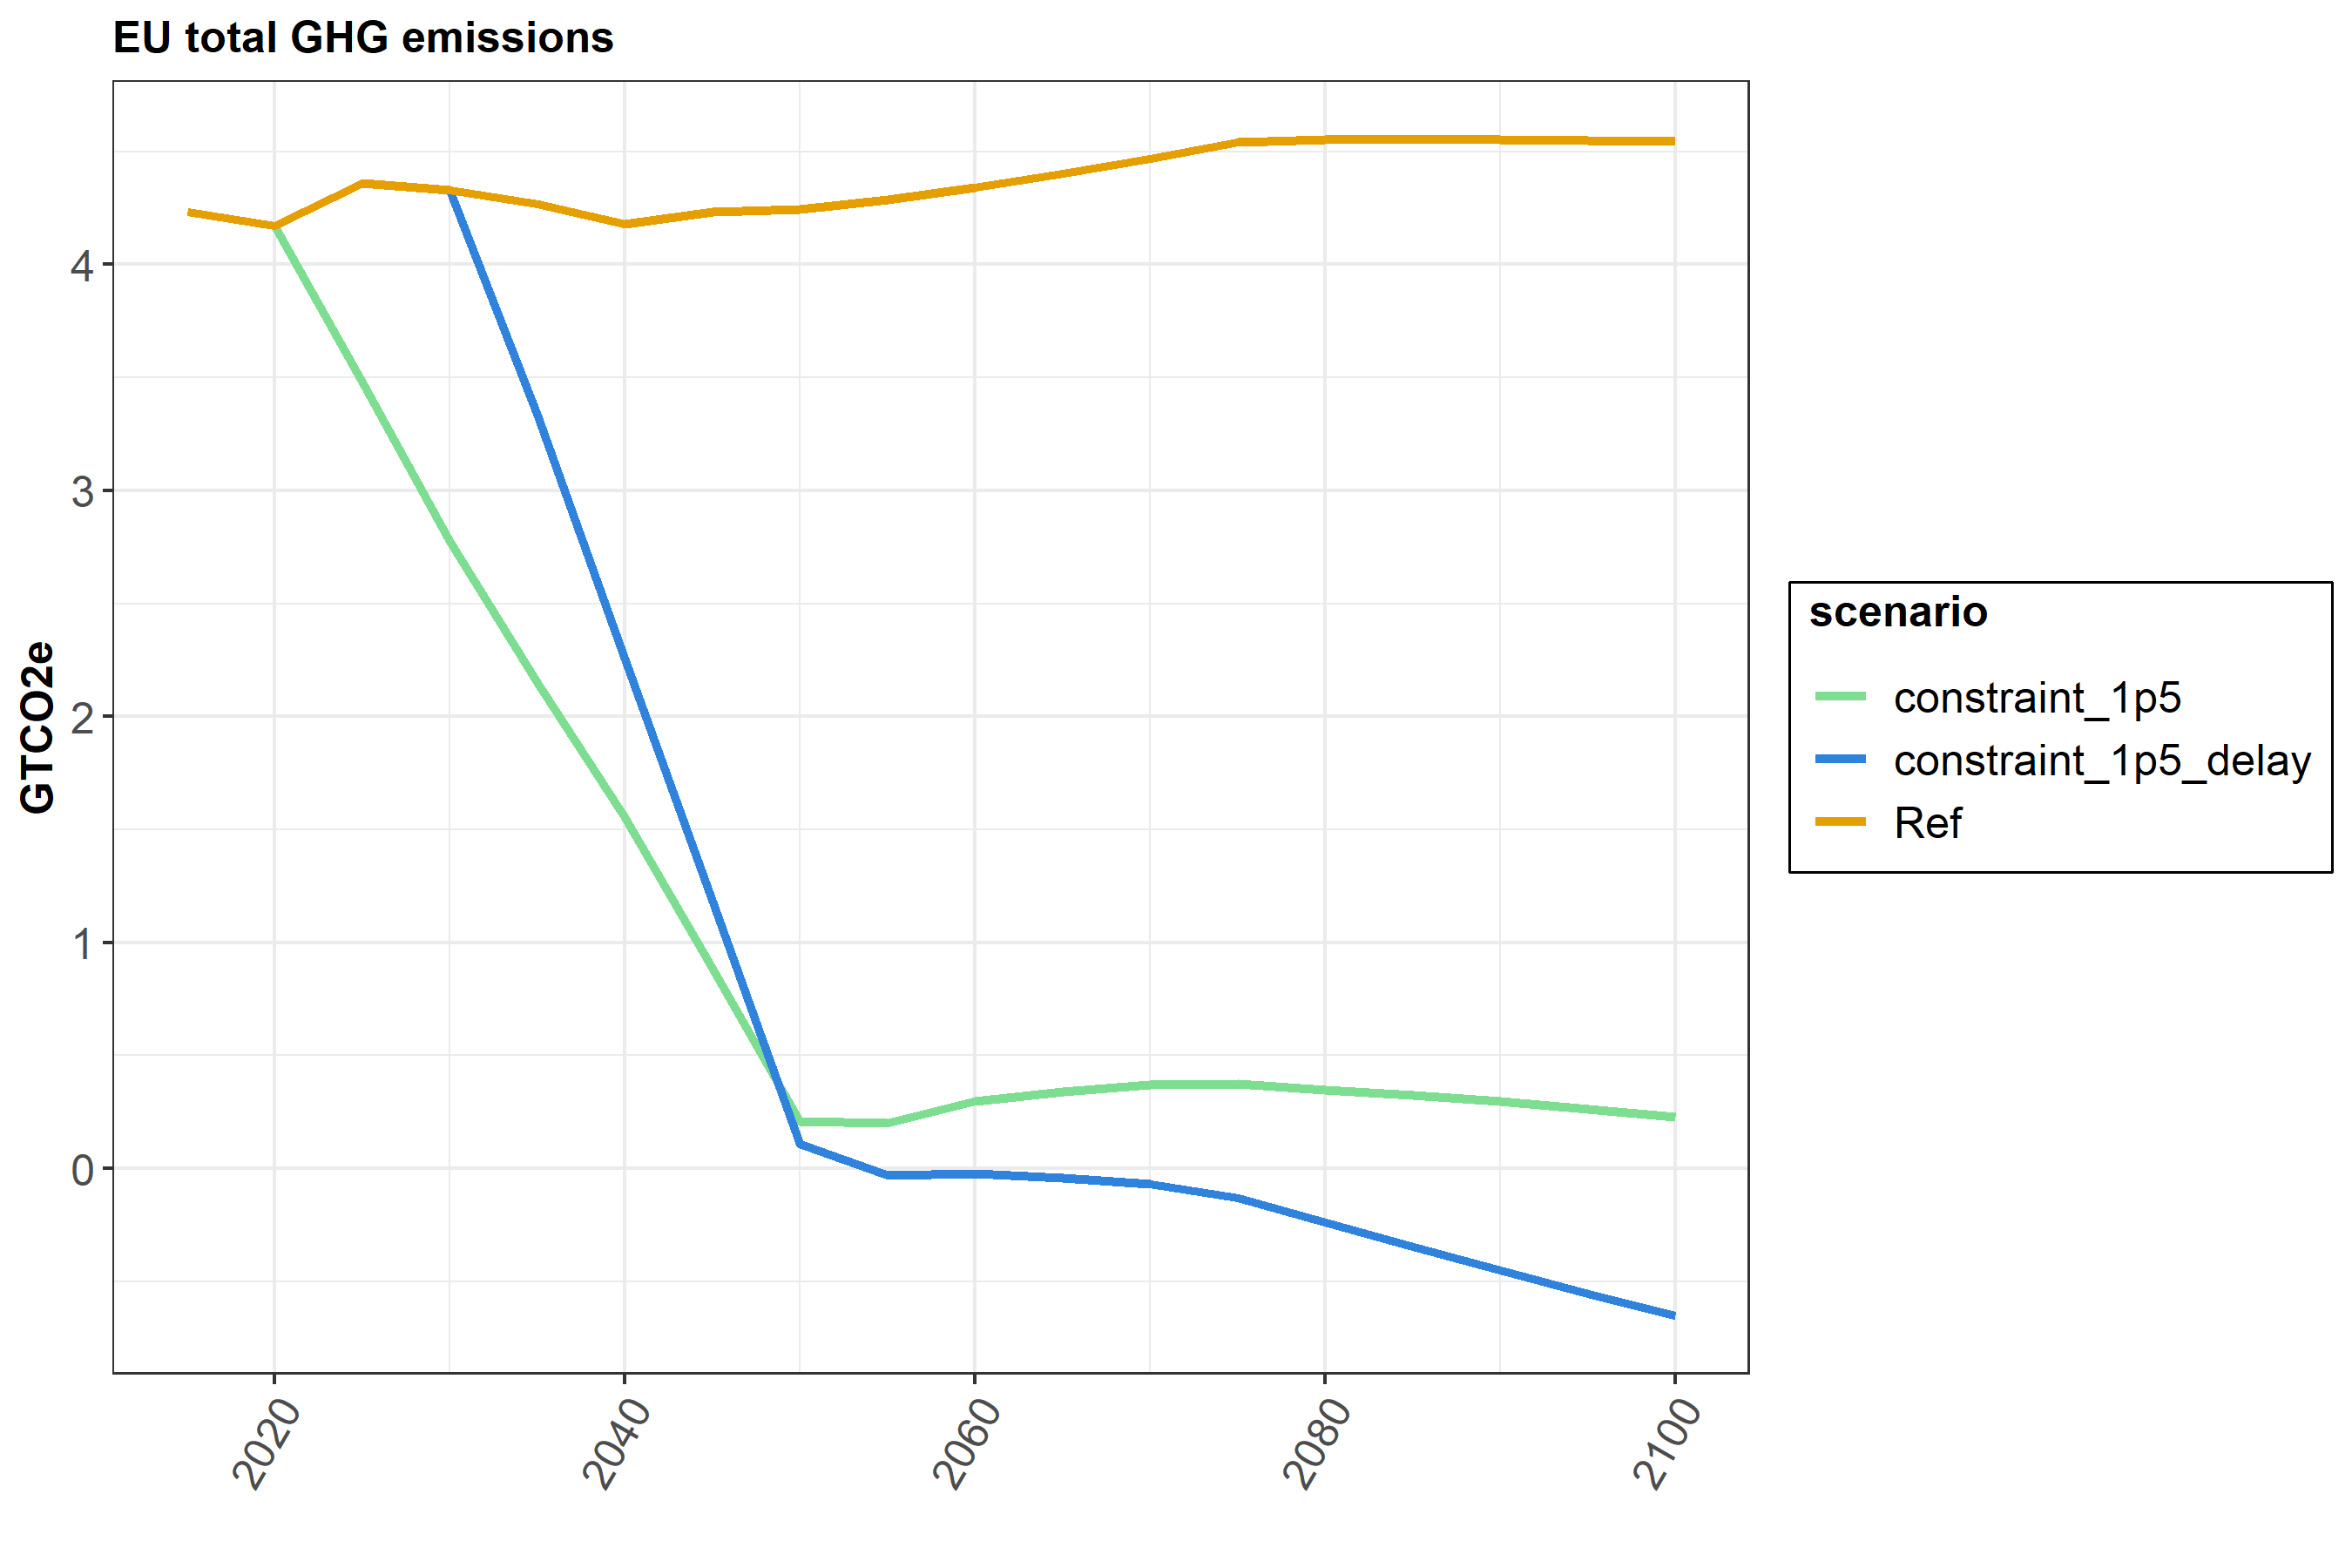 EU total GHG emissions
GTCO2e
4
3
2
1
0
2020
2040
2060
2080
2100
scenario
constraint_1p5
constraint_1p5_delay
Ref